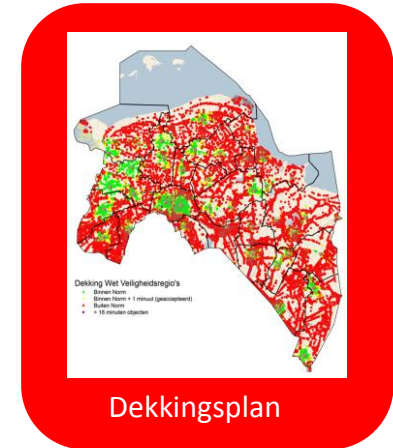 Dekking Wet Veiligheidsregio's
Binnen Norm
Binnen Norm + 1 minuut (geaccepteerd)
Buiten Norm
> 18 minuten objecten
Dekkingsplan